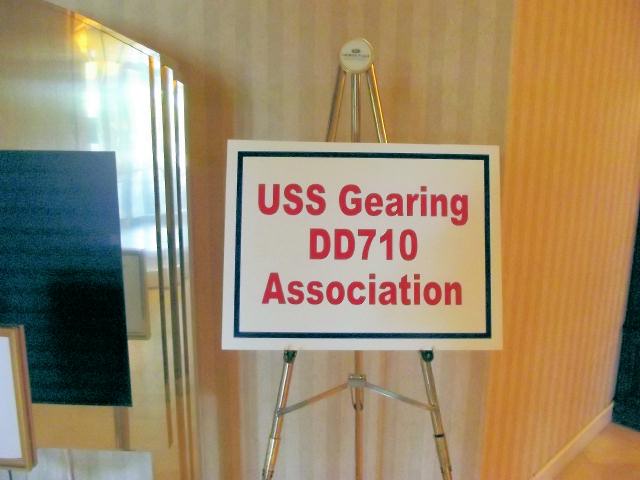 USS Gearing
DD710
Association